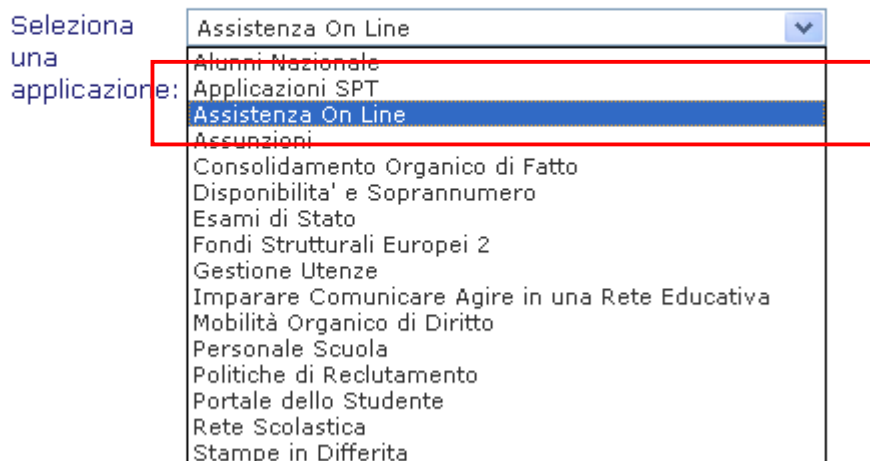 Seleziona
una
applicazione:
Assistenza On Line
Alunni Nazionale
Applicazioni SPT
Assistenza On Line
Assunzioni
Consolidamento Organico di Fatto
Disponibilita' e Soprannumero
Esami di Stato
Fondi Strutturali Europei 2
Gestione Utenze
Imparare Comunicare Agire in una Rete Educativa
Mobilità Organico di Diritto
Personale Scuola
Politiche di Reclutamento
Portale dello Studente
Rete Scolastica
Stampe in Differita